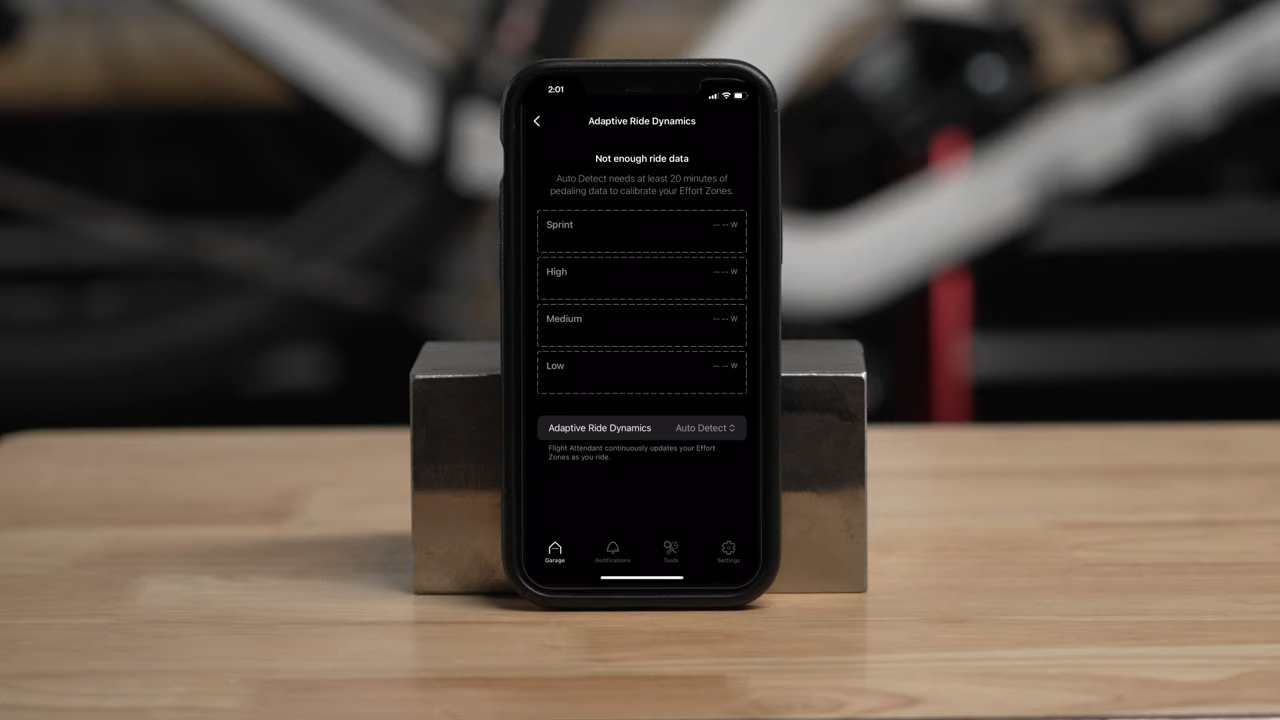 2:01
Adaptive Ride Dynamics
Not enough ride data
Auto Detect needs at least 20 minutes of
pedaling data to calibrate your Effort Zones.
Sprint -- -- W
High -- -- W
Medium -- -- W
Low -- -- W
Adaptive Ride Dynamics Auto Detect
Flight Attendant continuously updates your Effort
Zones as you ride.
Garage Notifications Tools Settings